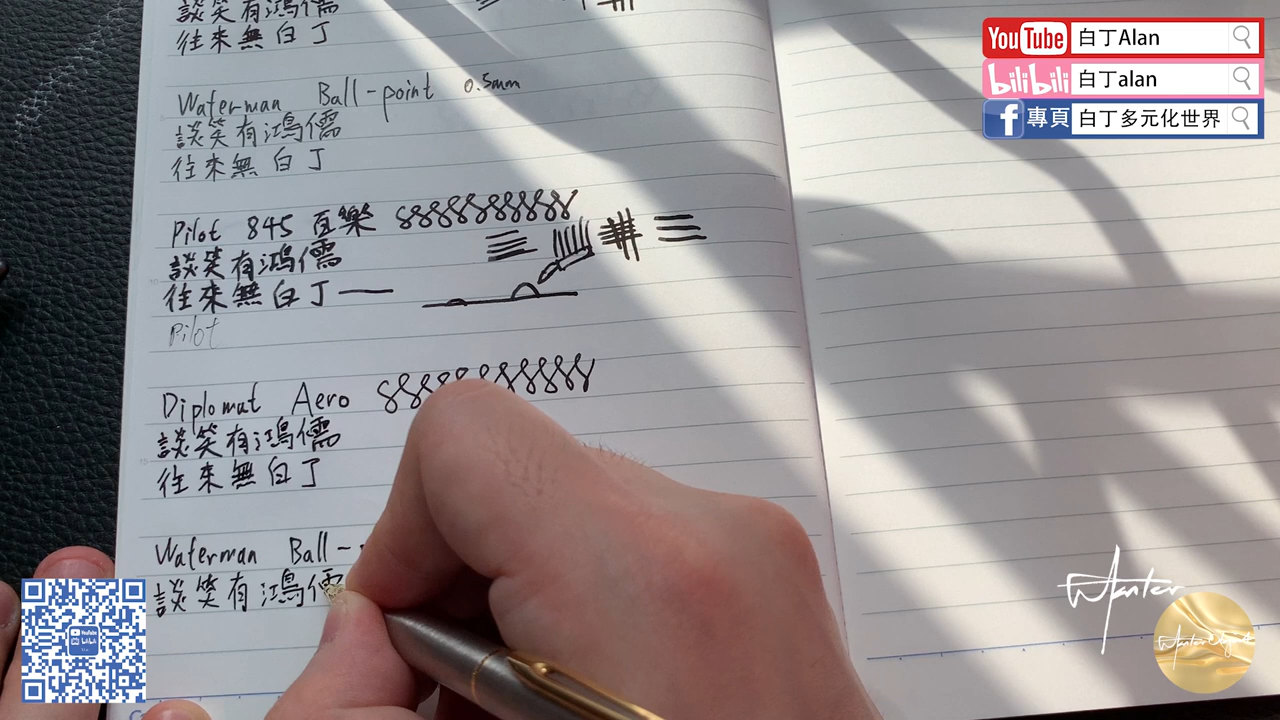 談笑有鴻儒
往來無白丁
Waterman Ball-point 0.5mm
談笑有鴻儒
往來無白丁
Pilot 845 百樂
談笑有鴻儒
往來無白丁
Pilot
Diplomat Aero
談笑有鴻儒
往來無白丁
Waterman Ball-
談笑有鴻儒
YouTube 白丁Alan
bilibili 白丁alan
f 專頁 白丁多元化世界